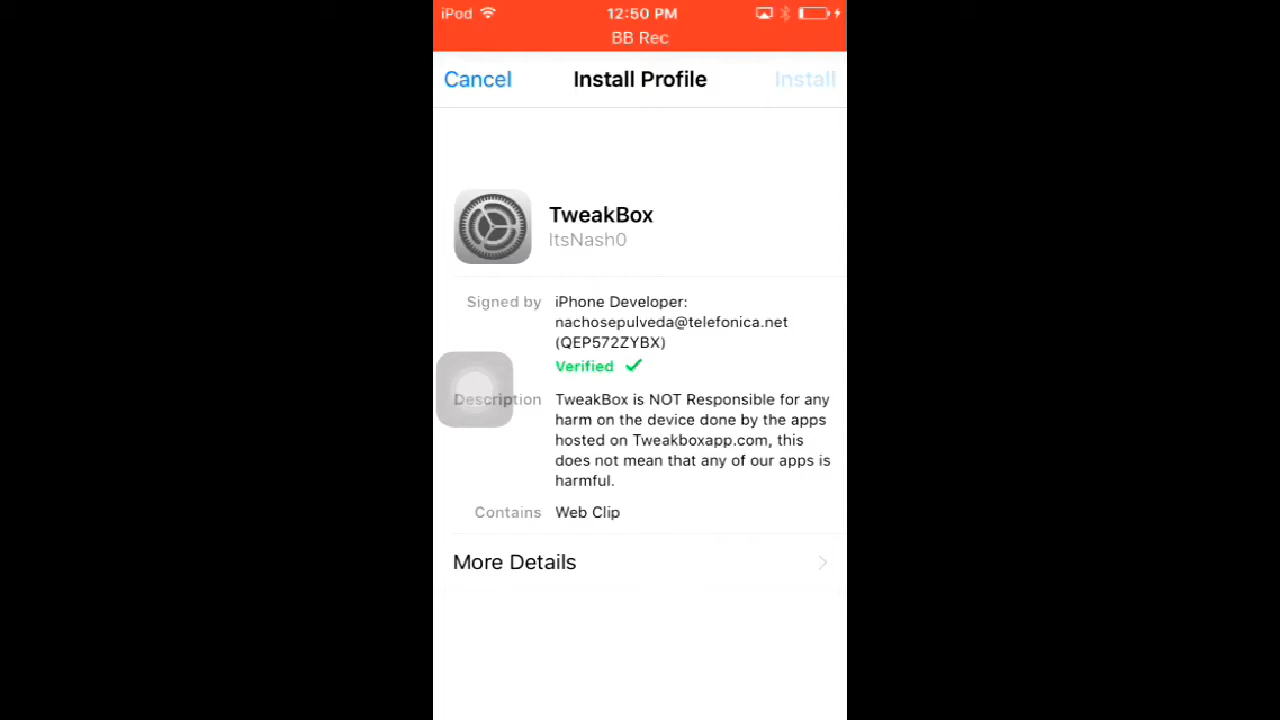 iPod 12:50 PM
BB Rec
Cancel Install Profile Install
TweakBox
ItsNash0
Signed by iPhone Developer:
nachosepulveda@telefonica.net
(QEP572ZYBX)
Verified
Description TweakBox is NOT Responsible for any
harm on the device done by the apps
hosted on Tweakboxapp.com, this
does not mean that any of our apps is
harmful.
Contains Web Clip
More Details